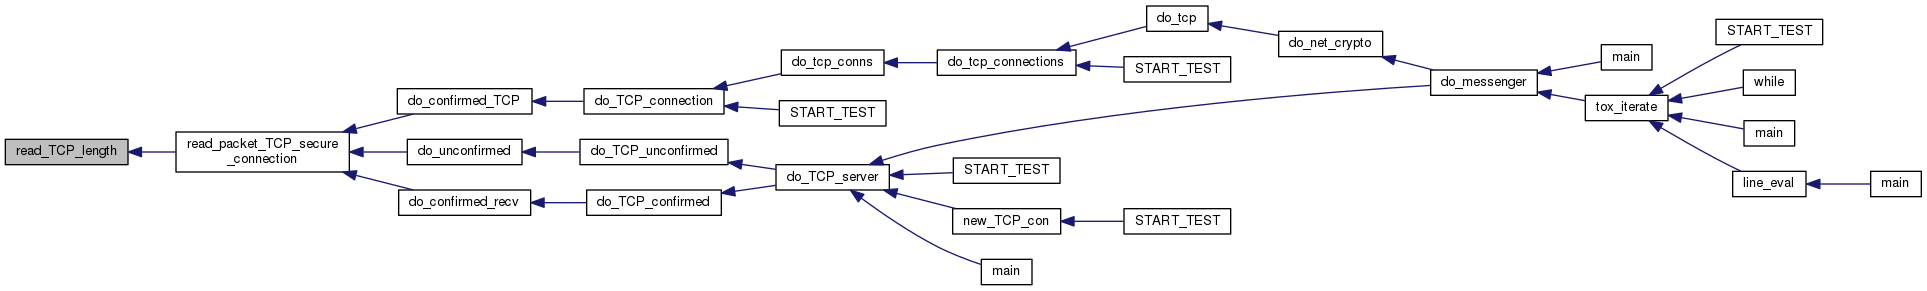 read_TCP_length
read_packet_TCP_secure
_connection
do_confirmed_TCP
do_unconfirmed
do_confirmed_recv
do_TCP_connection
do_TCP_unconfirmed
do_TCP_confirmed
do_tcp_conns
START_TEST
do_TCP_server
do_tcp_connections
START_TEST
new_TCP_con
main
do_tcp
START_TEST
START_TEST
do_net_crypto
do_messenger
main
tox_iterate
START_TEST
while
main
line_eval
main